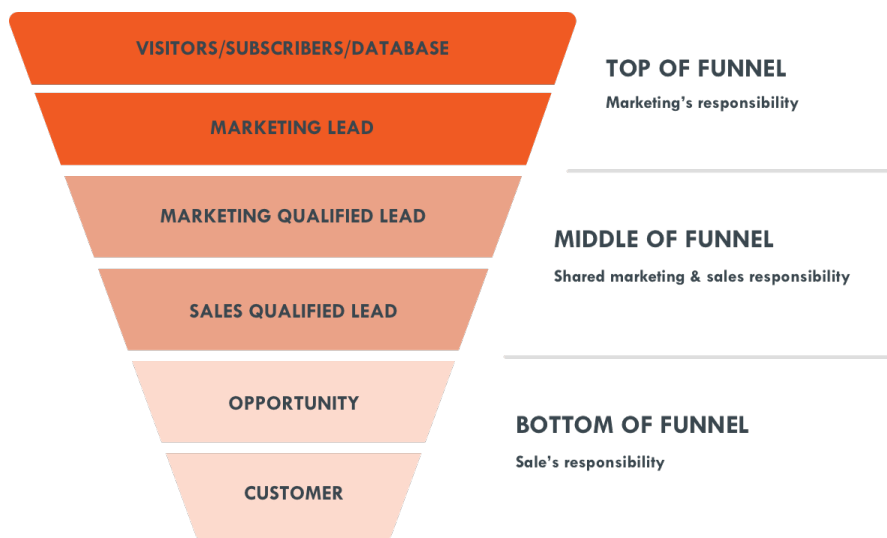 VISITORS/SUBSCRIBERS/DATABASE
MARKETING LEAD
TOP OF FUNNEL
Marketing's responsibility
MARKETING QUALIFIED LEAD
SALES QUALIFIED LEAD
MIDDLE OF FUNNEL
Shared marketing & sales responsibility
OPPORTUNITY
CUSTOMER
BOTTOM OF FUNNEL
Sale's responsibility